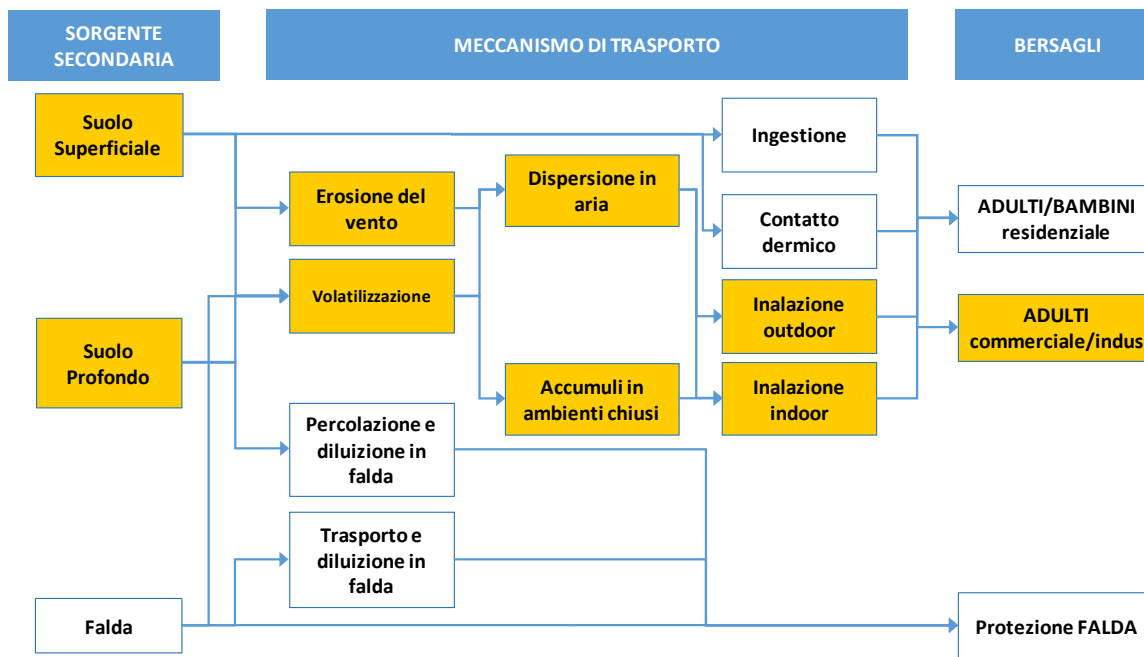 SORGENTE
SECONDARIA
MECCANISMO DI TRASPORTO
BERSAGLI
Suolo
Superficiale
Ingestione
Erosione del
vento
Dispersione in
aria
Contatto
dermico
ADULTI/BAMBINI
residenziale
Volatilizzazione
Inalazione
outdoor
ADULTI
commerciale/indus
Suolo
Profondo
Accumuli in
ambienti chiusi
Inalazione
indoor
Percolazione e
diluizione in
falda
Trasporto e
diluizione in
falda
Falda
Protezione FALDA